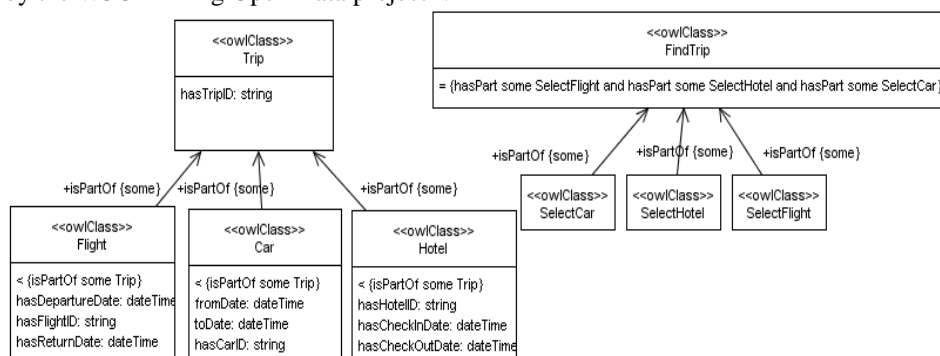 <<owlClass>>
Trip
hasTripID: string
<<owlClass>>
FindTrip
= {hasPart some SelectFlight and hasPart some SelectHotel and hasPart some SelectCar}
+isPartOf {some}
+isPartOf {some}
+isPartOf {some}
+isPartOf {some}
+isPartOf {some}
+isPartOf {some}
<<owlClass>>
SelectCar
<<owlClass>>
SelectHotel
<<owlClass>>
SelectFlight
<<owlClass>>
Flight
< {isPartOf some Trip}
hasDepartureDate: dateTime
hasFlightID: string
hasReturnDate: dateTime
<<owlClass>>
Car
< {isPartOf some Trip}
fromDate: dateTime
toDate: dateTime
hasCarID: string
<<owlClass>>
Hotel
< {isPartOf some Trip}
hasHotelID: string
hasCheckInDate: dateTime
hasCheckOutDate: dateTime